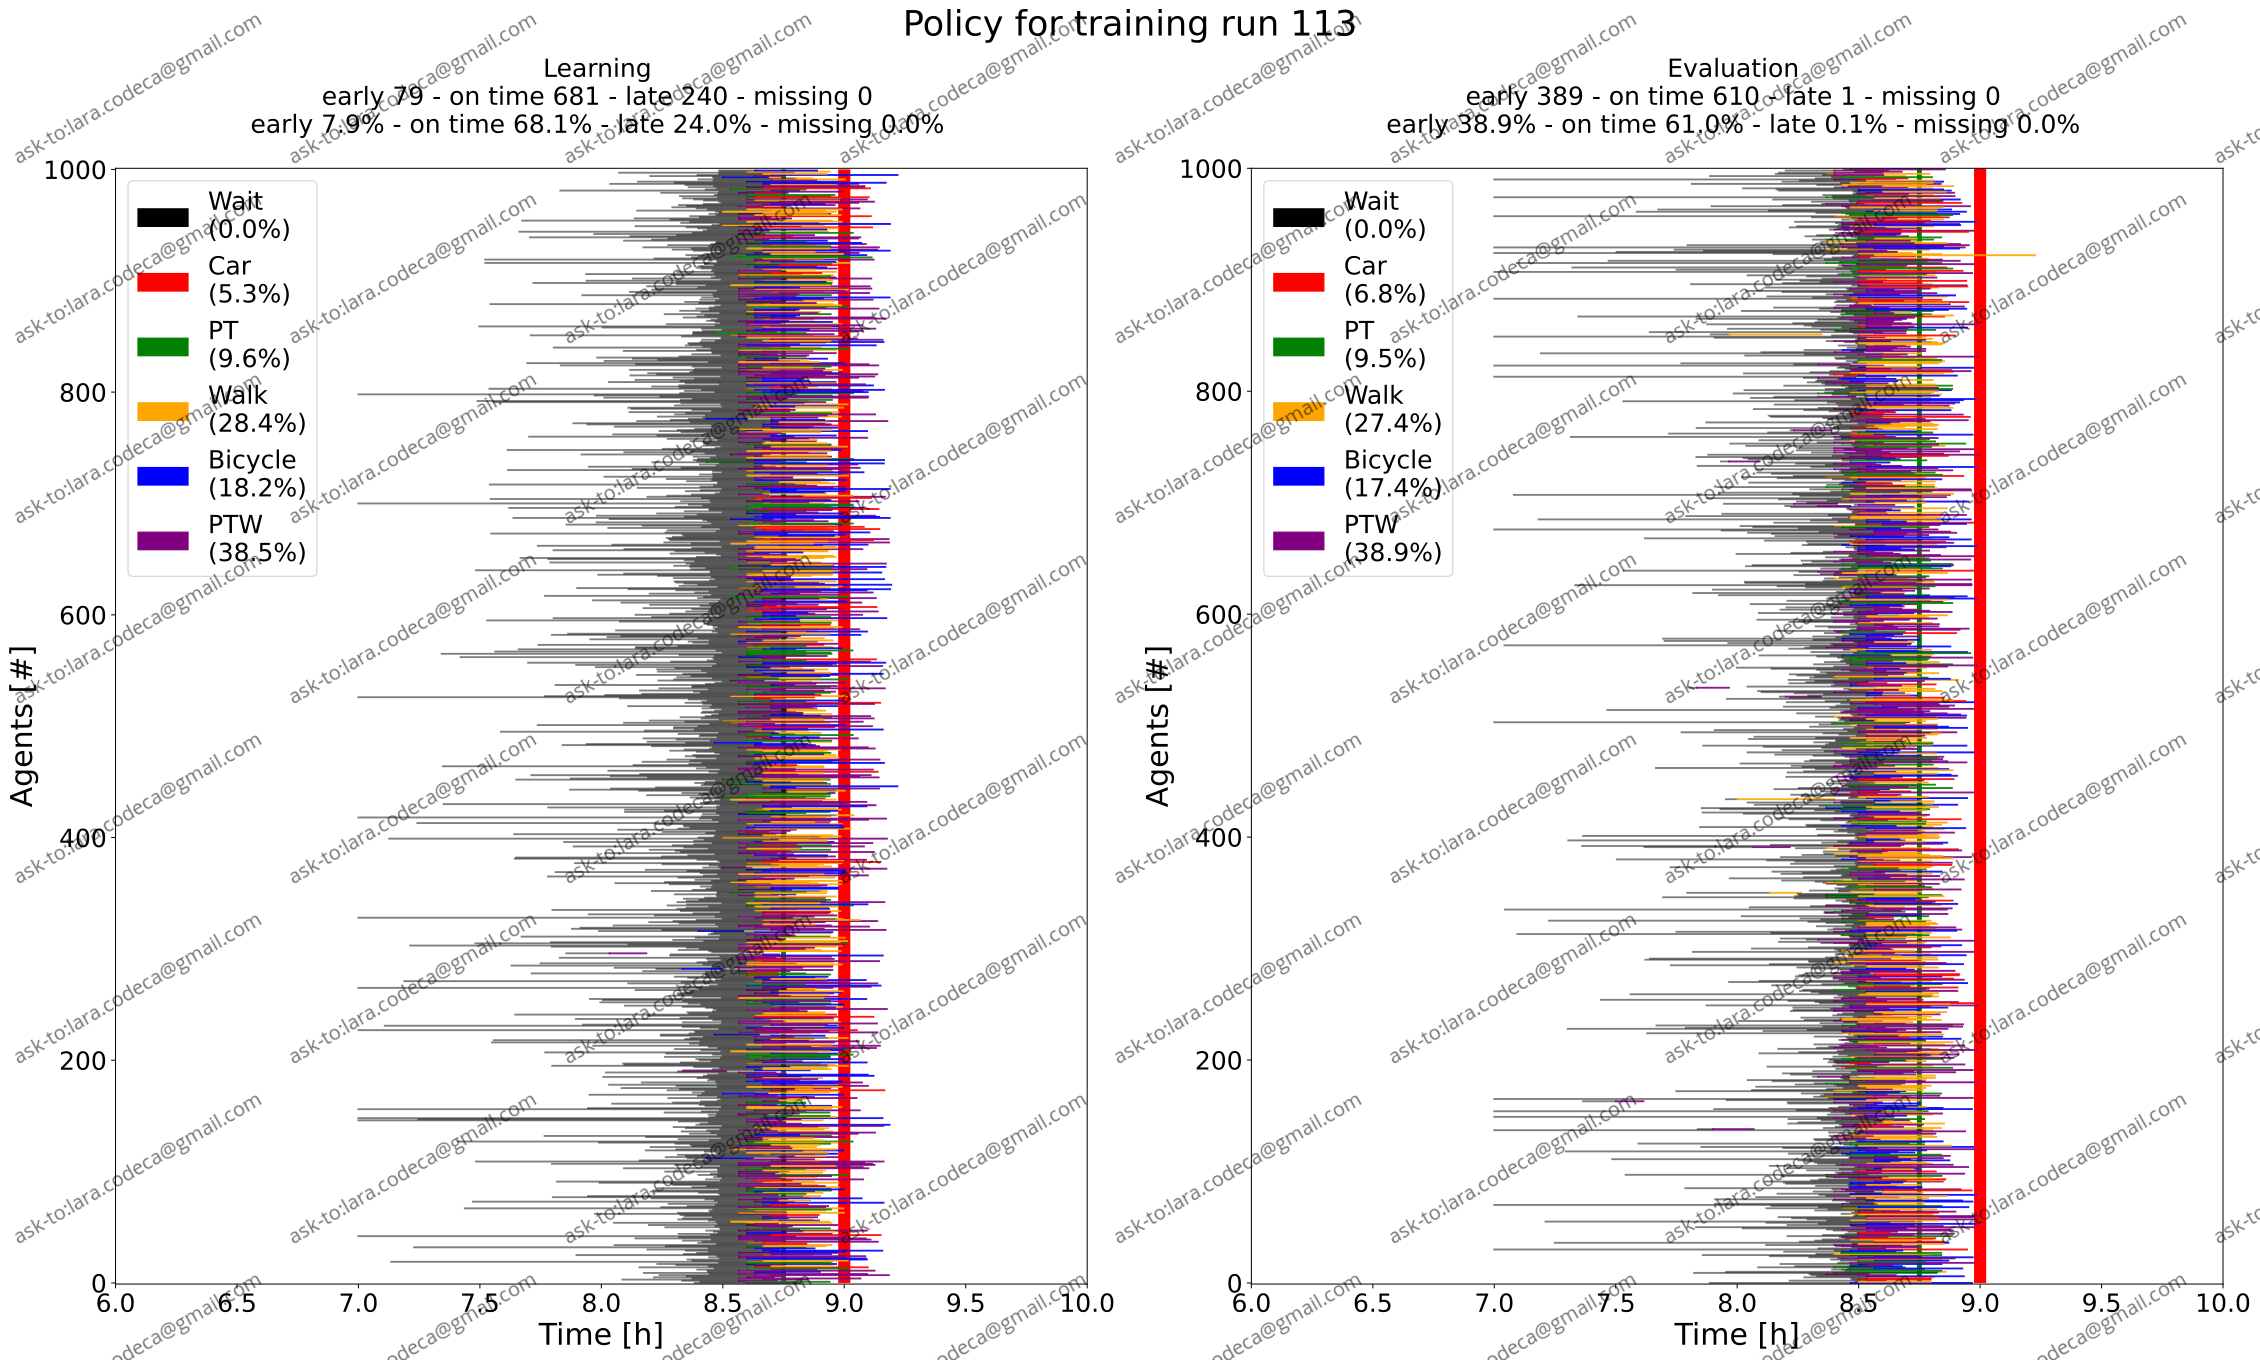 Policy for training run 113
Learning
early 79 - on time 681 - late 240 - missing 0
early 7.9% - on time 68.1% - late 24.0% - missing 0.0%
Evaluation
early 389 - on time 610 - late 1 - missing 0
early 38.9% - on time 61.0% - late 0.1% - missing 0.0%
Agents [#]
1000
800
600
400
200
0
Wait
(0.0%)
Car
(5.3%)
PT
(9.6%)
Walk
(28.4%)
Bicycle
(18.2%)
PTW
(38.5%)
6.0 6.5 7.0 7.5 8.0 8.5 9.0 9.5 10.0
Time [h]
Agents [#]
1000
800
600
400
200
0
Wait
(0.0%)
Car
(6.8%)
PT
(9.5%)
Walk
(27.4%)
Bicycle
(17.4%)
PTW
(38.9%)
6.0 6.5 7.0 7.5 8.0 8.5 9.0 9.5 10.0
Time [h]
ask-to:lara.codeca@gmail.com